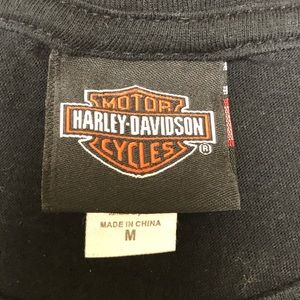 MOTOR
HARLEY-DAVIDSON
CYCLES
®
MADE IN CHINA
M